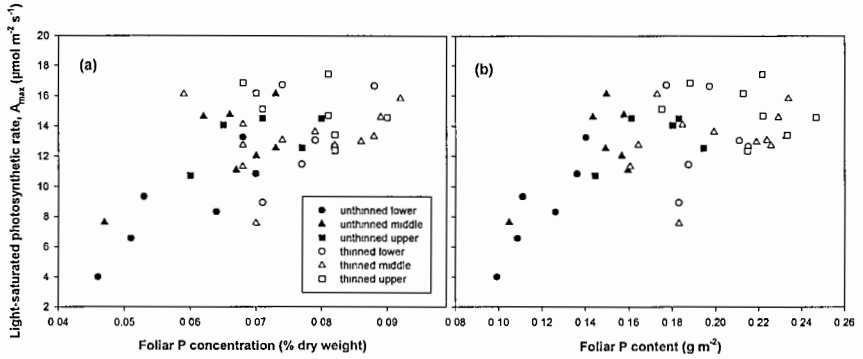 Light-saturated photosynthetic rate, Amax (µmol m-2 s-1)
20
18
16
14
12
10
8
6
4
2
(a)
unthinned lower
unthinned middle
unthinned upper
thinned lower
thinned middle
thinned upper
0 04 0.05 0 06 0 07 0 08 0 09
Foliar P concentration (% dry weight)
(b)
0 08 0 10 0 12 0 14 0 16 0 18 0 20 0 22 0 24 0 26
Foliar P content (g m-2)